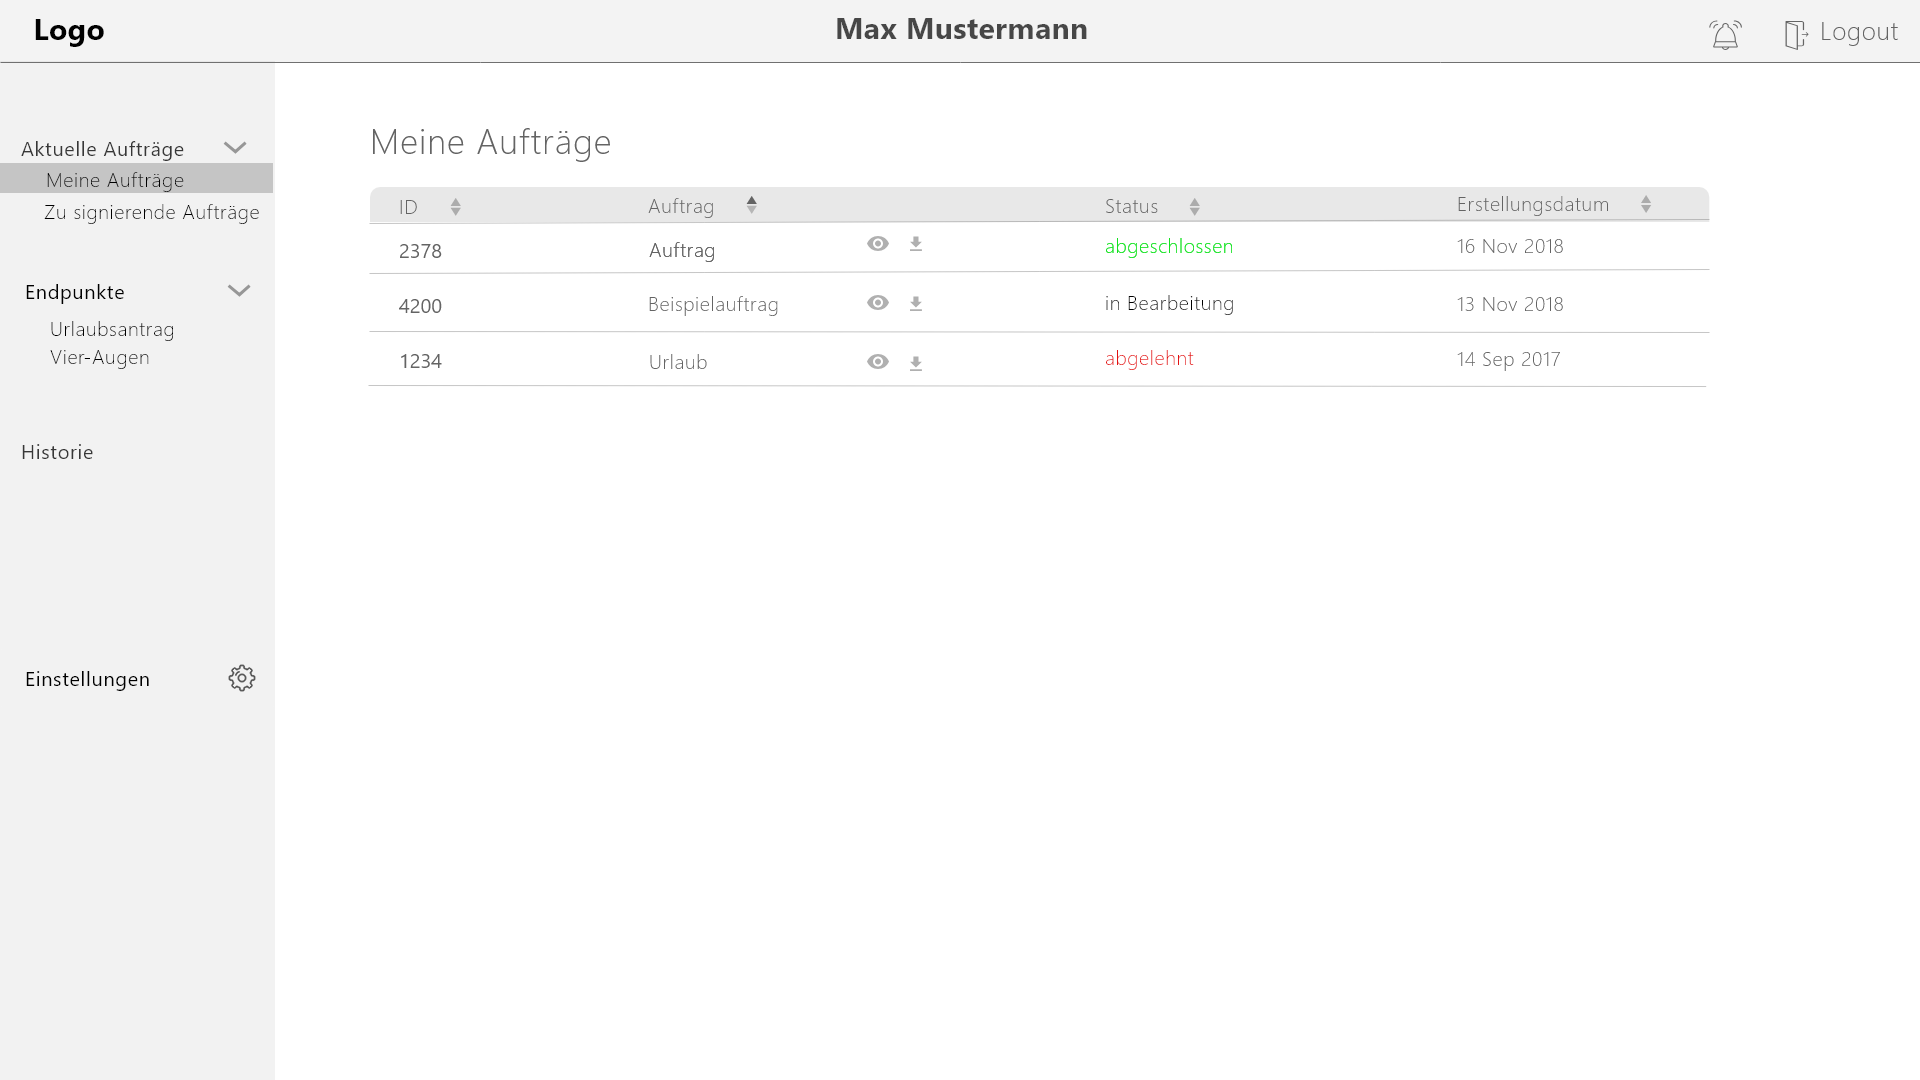 Logo
Max Mustermann
Logout
Aktuelle Aufträge
Meine Aufträge
Zu signierende Aufträge
Endpunkte
Urlaubsantrag
Vier-Augen
Historie
Einstellungen
Meine Aufträge
ID Auftrag Status Erstellungsdatum
2378 Auftrag abgeschlossen 16 Nov 2018
4200 Beispielauftrag in Bearbeitung 13 Nov 2018
1234 Urlaub abgelehnt 14 Sep 2017